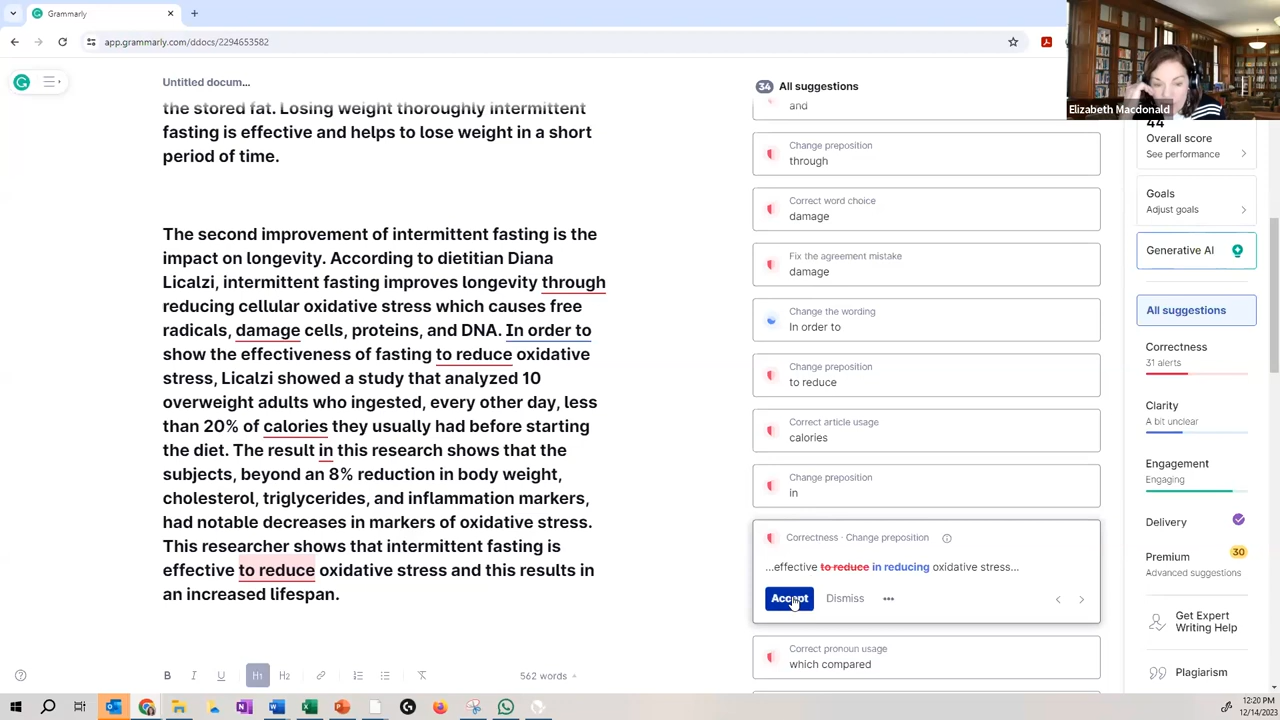 Grammarly
app.grammarly.com/ddocs/2294653582
Elizabeth Macdonald
Untitled docum...
the stored fat. Losing weight thoroughly intermittent
fasting is effective and helps to lose weight in a short
period of time.
The second improvement of intermittent fasting is the
impact on longevity. According to dietitian Diana
Licalzi, intermittent fasting improves longevity through
reducing cellular oxidative stress which causes free
radicals, damage cells, proteins, and DNA. In order to
show the effectiveness of fasting to reduce oxidative
stress, Licalzi showed a study that analyzed 10
overweight adults who ingested, every other day, less
than 20% of calories they usually had before starting
the diet. The result in this research shows that the
subjects, beyond an 8% reduction in body weight,
cholesterol, triglycerides, and inflammation markers,
had notable decreases in markers of oxidative stress.
This researcher shows that intermittent fasting is
effective to reduce oxidative stress and this results in
an increased lifespan.
B I U H1 H2
562 words
34 All suggestions
and
Change preposition
through
Correct word choice
damage
Fix the agreement mistake
damage
Change the wording
In order to
Change preposition
to reduce
Correct article usage
calories
Change preposition
in
Correctness · Change preposition
...effective to reduce in reducing oxidative stress...
Accept Dismiss
Correct pronoun usage
which compared
44
Overall score
See performance
Goals
Adjust goals
Generative AI
All suggestions
Correctness
31 alerts
Clarity
A bit unclear
Engagement
Engaging
Delivery
Premium 30
Advanced suggestions
Get Expert
Writing Help
Plagiarism
12:20 PM
12/14/2023